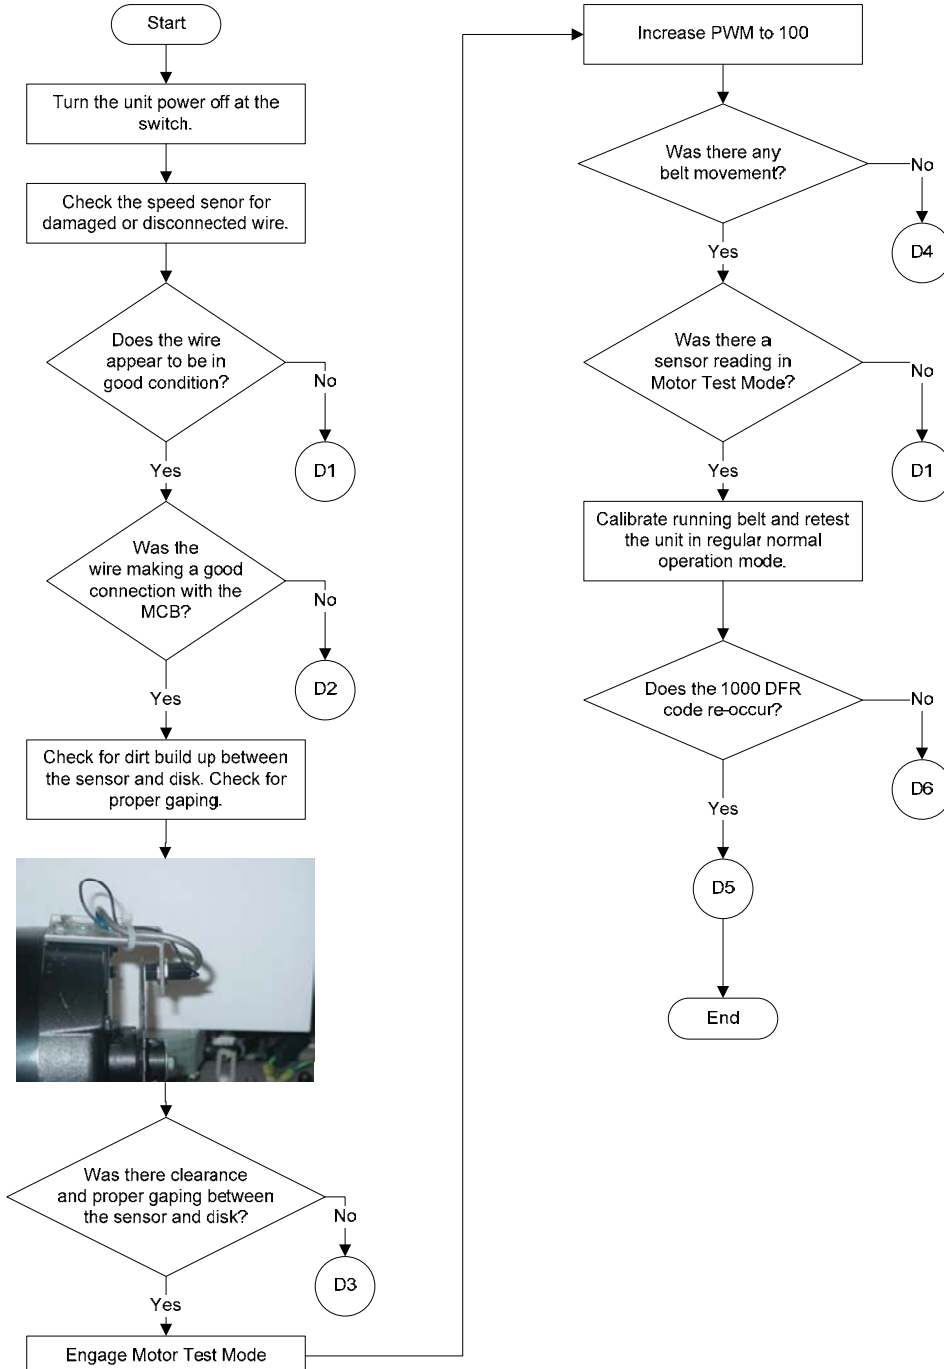 Start
Turn the unit power off at the
switch.
Check the speed senor for
damaged or disconnected wire.
Does the wire
appear to be in
good condition?
No
D1
Yes
Was the
wire making a good
connection with the
MCB?
No
D2
Yes
Check for dirt build up between
the sensor and disk. Check for
proper gaping.
Was there clearance
and proper gaping between
the sensor and disk?
No
D3
Yes
Engage Motor Test Mode
Increase PWM to 100
Was there any
belt movement?
No
D4
Yes
Was there a
sensor reading in
Motor Test Mode?
No
D1
Yes
Calibrate running belt and retest
the unit in regular normal
operation mode.
Does the 1000 DFR
code re-occur?
No
D6
Yes
D5
End